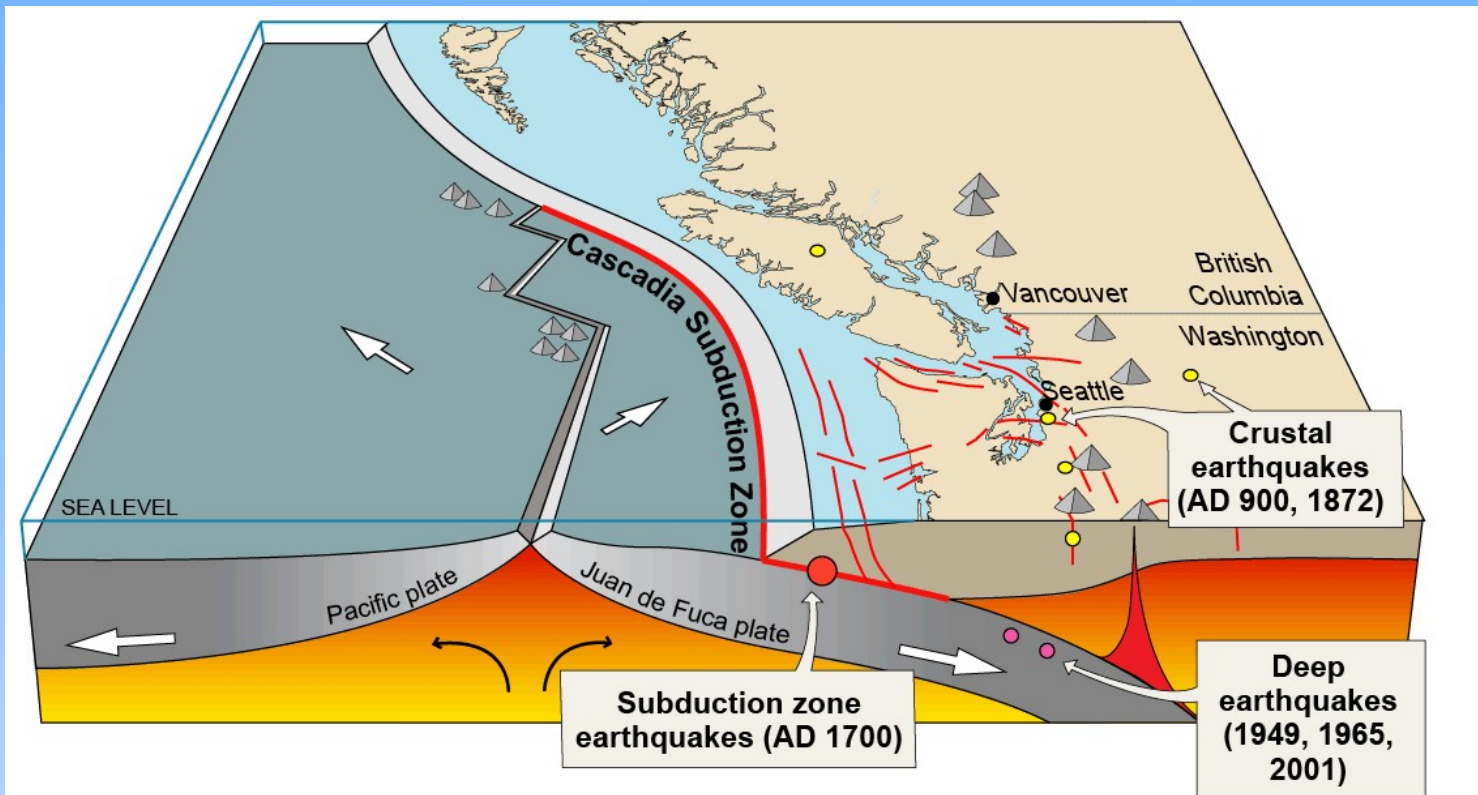 Cascadia Subduction Zone
British
Columbia
Vancouver
Washington
Seattle
Crustal
earthquakes
(AD 900, 1872)
SEA LEVEL
Pacific plate
Juan de Fuca plate
Subduction zone
earthquakes (AD 1700)
Deep
earthquakes
(1949, 1965,
2001)